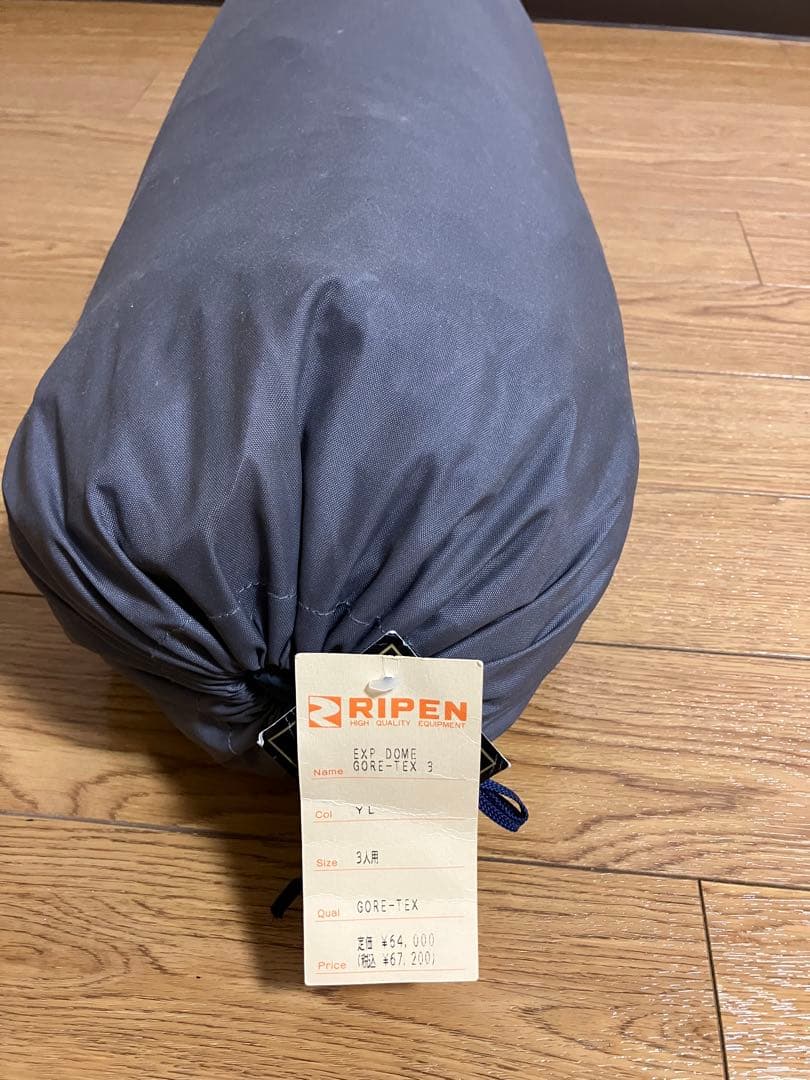 RIPEN
HIGH QUALITY EQUIPMENT
Name EXP DOME
GORE-TEX 3
Col YL
Size 3人用
Qual GORE-TEX
Price 定価 ¥64,000
(税込 ¥67,200)